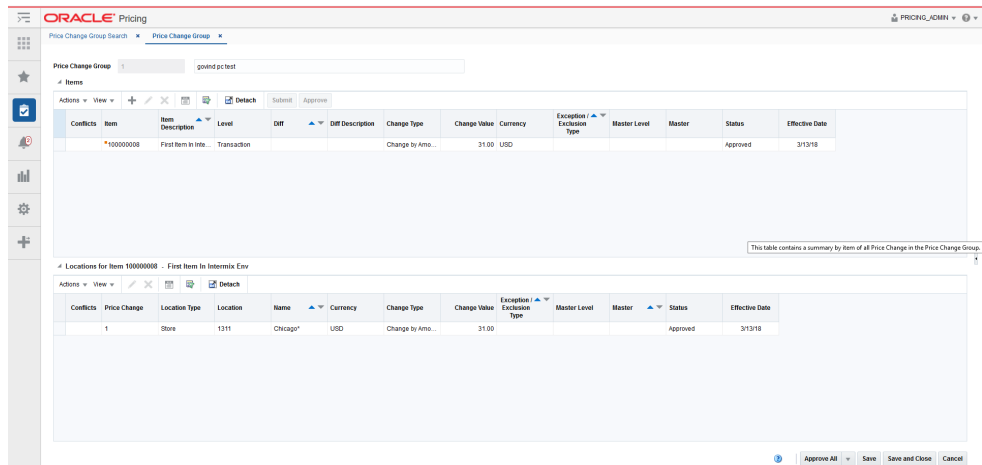 ORACLE Pricing
PRICING_ADMIN
Price Change Group Search × Price Change Group ×
Price Change Group 1 govind pc test
Items
Actions View Detach Submit Approve
Conflicts Item Item Description Level Diff Diff Description Change Type Change Value Currency Exception / Exclusion Type Master Level Master Status Effective Date
*100000008 First Item In Inte... Transaction Change by Amo... 31.00 USD Approved 3/13/18
This table contains a summary by item of all Price Change in the Price Change Group.
Locations for Item 100000008 - First Item In Intermix Env
Actions View Detach
Conflicts Price Change Location Type Location Name Currency Change Type Change Value Exception / Exclusion Type Master Level Master Status Effective Date
1 Store 1311 Chicago* USD Change by Amo... 31.00 Approved 3/13/18
Approve All Save Save and Close Cancel